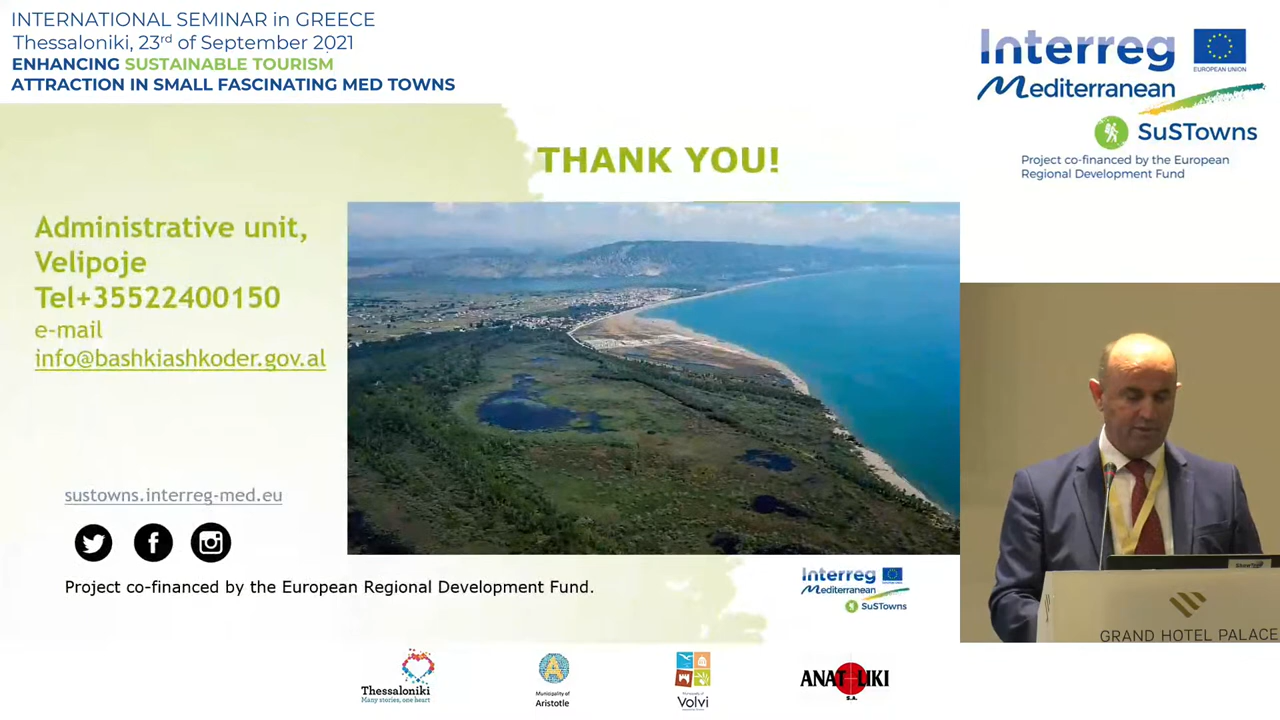 INTERNATIONAL SEMINAR in GREECE
Thessaloniki, 23rd of September 2021
ENHANCING SUSTAINABLE TOURISM
ATTRACTION IN SMALL FASCINATING MED TOWNS
Interreg
EUROPEAN UNION
Mediterranean
SuSTowns
Project co-financed by the European
Regional Development Fund
THANK YOU!
Administrative unit,
Velipoje
Tel+35522400150
e-mail
info@bashkiashkoder.gov.al
sustowns.interreg-med.eu
Project co-financed by the European Regional Development Fund.
Interreg
Mediterranean
SuSTowns
GRAND HOTEL PALACE
Thessaloniki
Many stories, one heart
Municipality of
Aristotle
Municipality of
Volvi
ANATOLIKI
S.A.